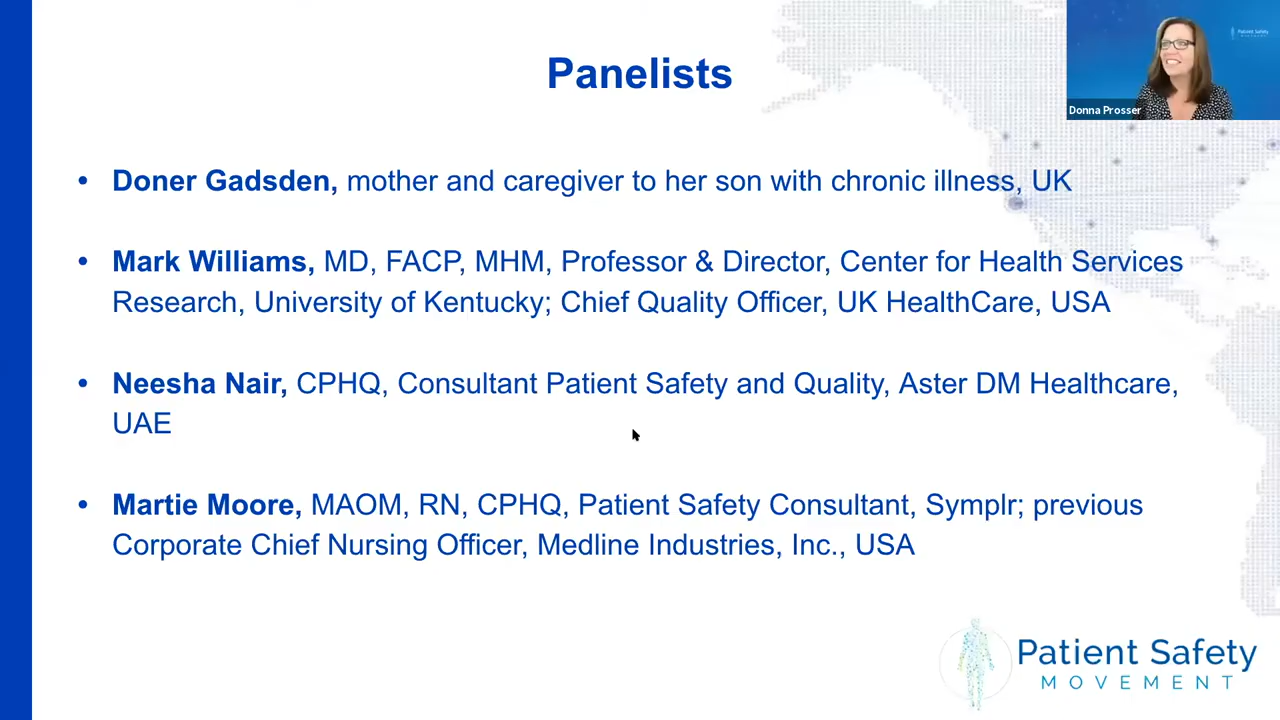 Panelists
Patient Safety
MOVEMENT
Donna Prosser
• Doner Gadsden, mother and caregiver to her son with chronic illness, UK
• Mark Williams, MD, FACP, MHM, Professor & Director, Center for Health Services
Research, University of Kentucky; Chief Quality Officer, UK HealthCare, USA
• Neesha Nair, CPHQ, Consultant Patient Safety and Quality, Aster DM Healthcare,
UAE
• Martie Moore, MAOM, RN, CPHQ, Patient Safety Consultant, Symplr; previous
Corporate Chief Nursing Officer, Medline Industries, Inc., USA
Patient Safety
MOVEMENT